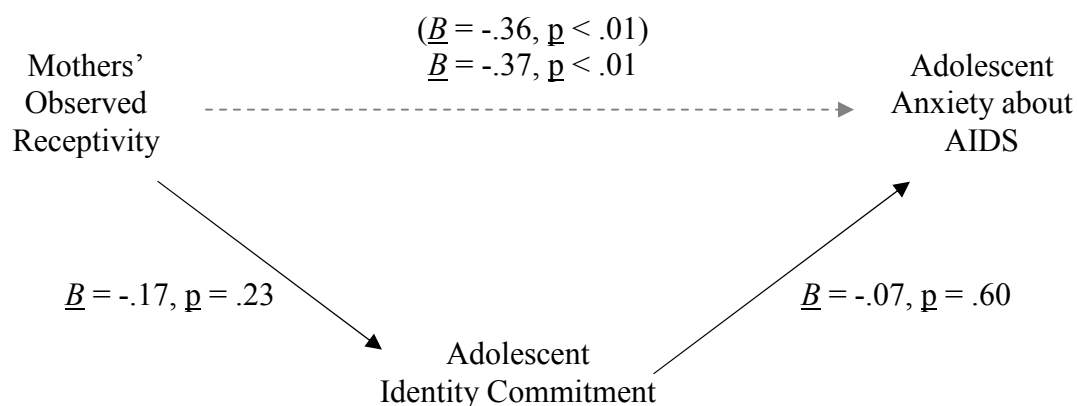 (B = -.36, p < .01)
B = -.37, p < .01
Mothers’
Observed
Receptivity
Adolescent
Anxiety about
AIDS
B = -.17, p = .23
B = -.07, p = .60
Adolescent
Identity Commitment